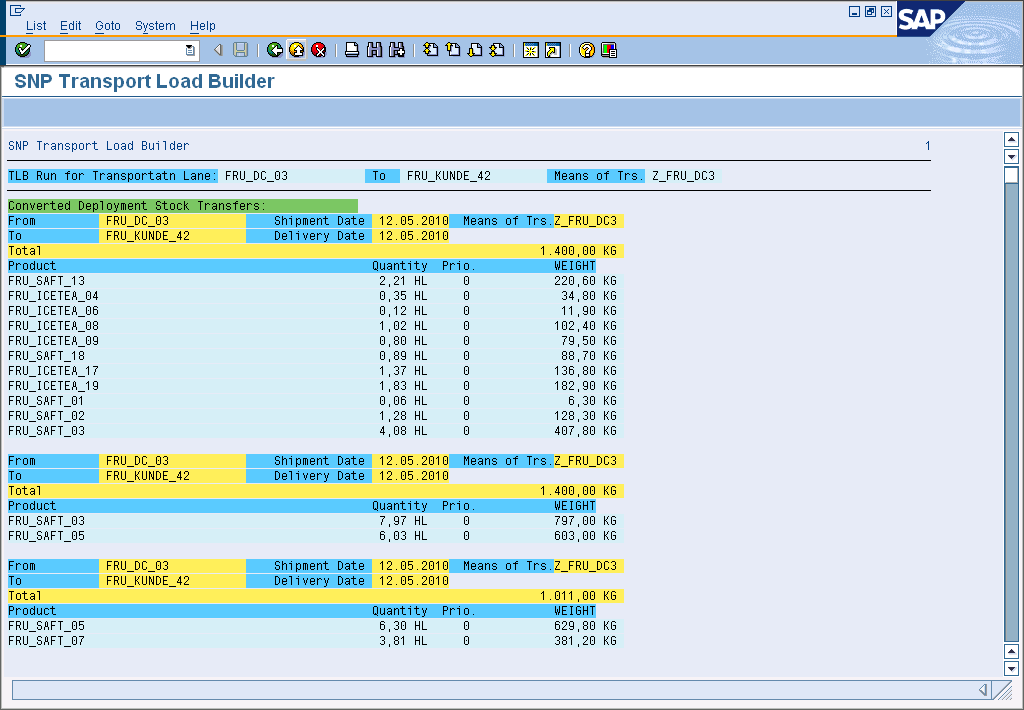 List Edit Goto System Help
SAP
SNP Transport Load Builder
SNP Transport Load Builder 1
TLB Run for Transportatn Lane: FRU_DC_03 To FRU_KUNDE_42 Means of Trs. Z_FRU_DC3
Converted Deployment Stock Transfers:
From FRU_DC_03 Shipment Date 12.05.2010 Means of Trs.Z_FRU_DC3
To FRU_KUNDE_42 Delivery Date 12.05.2010
Total 1.400,00 KG
Product Quantity Prio. WEIGHT
FRU_SAFT_13 2,21 HL 0 220,60 KG
FRU_ICETEA_04 0,35 HL 0 34,80 KG
FRU_ICETEA_06 0,12 HL 0 11,90 KG
FRU_ICETEA_08 1,02 HL 0 102,40 KG
FRU_ICETEA_09 0,80 HL 0 79,50 KG
FRU_SAFT_18 0,89 HL 0 88,70 KG
FRU_ICETEA_17 1,37 HL 0 136,80 KG
FRU_ICETEA_19 1,83 HL 0 182,90 KG
FRU_SAFT_01 0,06 HL 0 6,30 KG
FRU_SAFT_02 1,28 HL 0 128,30 KG
FRU_SAFT_03 4,08 HL 0 407,80 KG
From FRU_DC_03 Shipment Date 12.05.2010 Means of Trs.Z_FRU_DC3
To FRU_KUNDE_42 Delivery Date 12.05.2010
Total 1.400,00 KG
Product Quantity Prio. WEIGHT
FRU_SAFT_03 7,97 HL 0 797,00 KG
FRU_SAFT_05 6,03 HL 0 603,00 KG
From FRU_DC_03 Shipment Date 12.05.2010 Means of Trs.Z_FRU_DC3
To FRU_KUNDE_42 Delivery Date 12.05.2010
Total 1.011,00 KG
Product Quantity Prio. WEIGHT
FRU_SAFT_05 6,30 HL 0 629,80 KG
FRU_SAFT_07 3,81 HL 0 381,20 KG